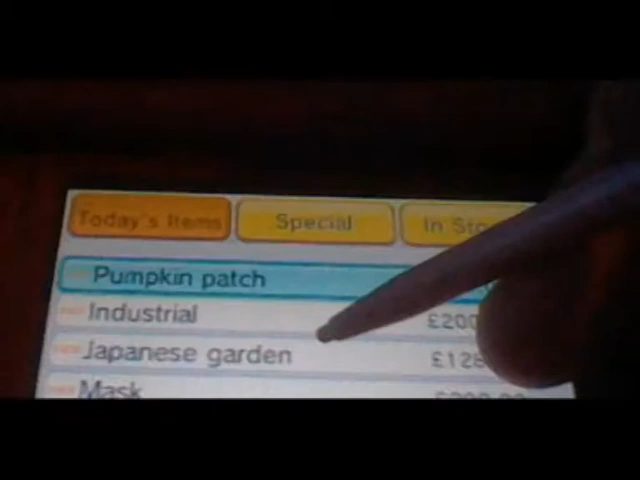 Today's Items Special In Sto
Pumpkin patch
Industrial £200
Japanese garden £128
Mask